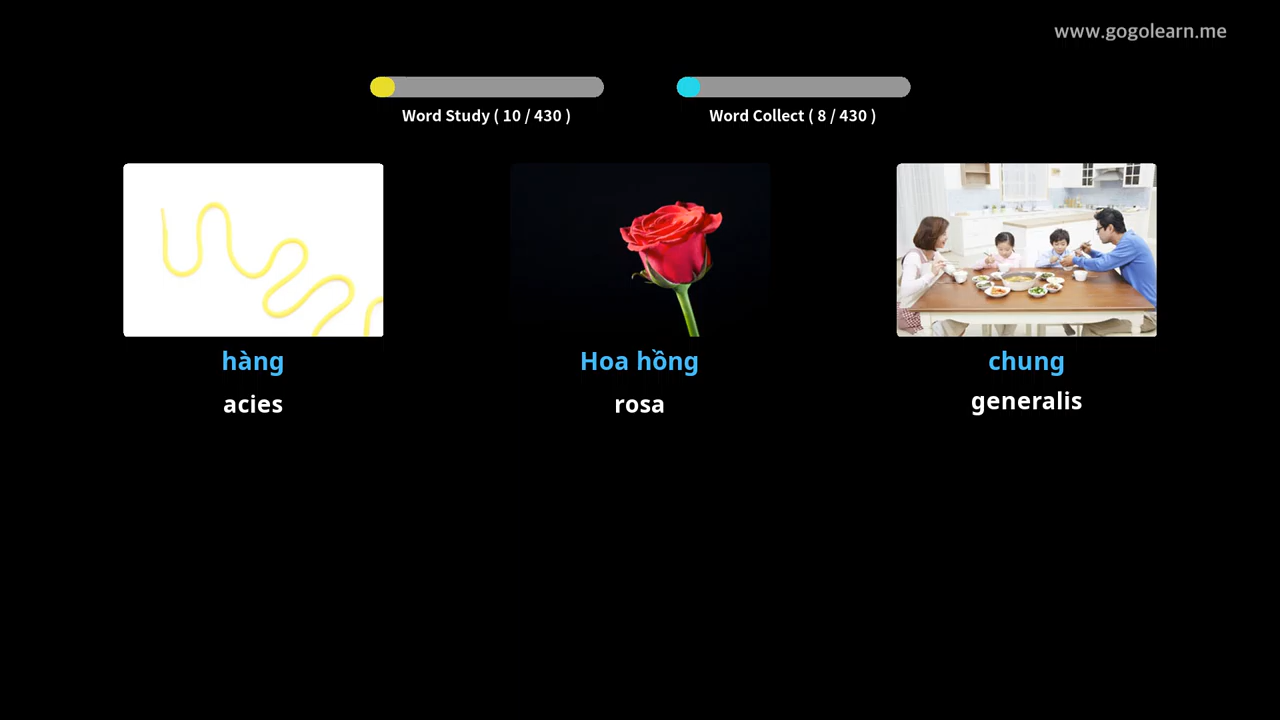 www.gogolearn.me
Word Study ( 10 / 430 )
Word Collect ( 8 / 430 )
hàng
Hoa hồng
chung
acies
rosa
generalis